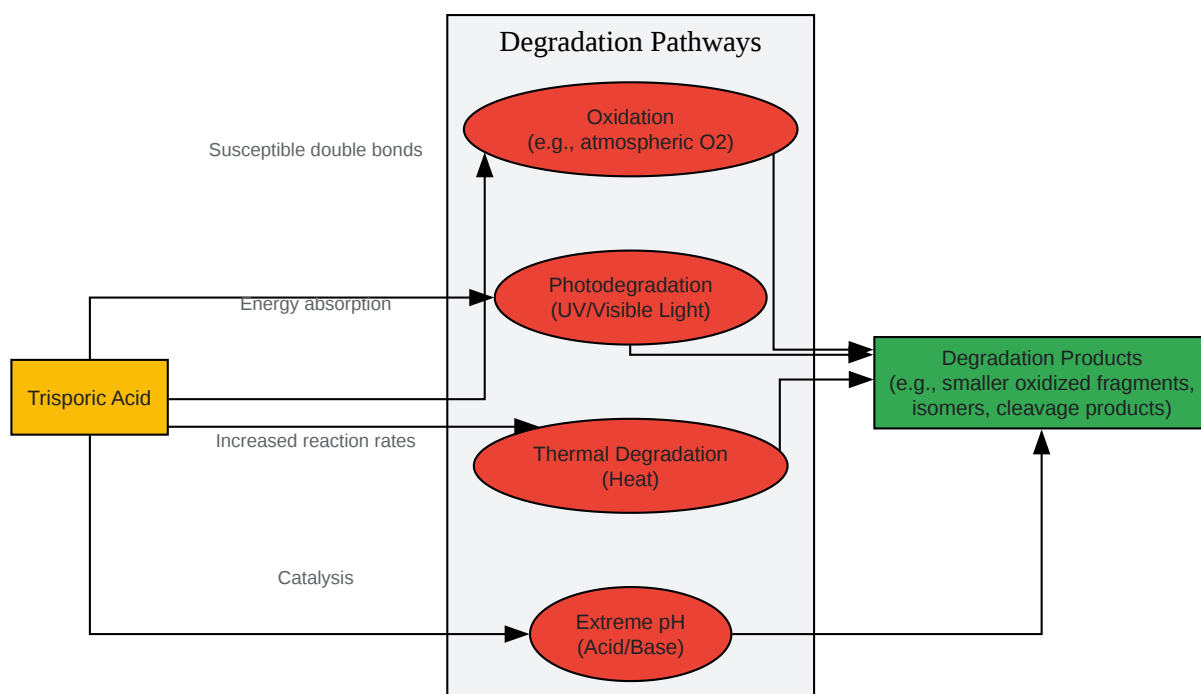 Degradation Pathways
Oxidation
(e.g., atmospheric O2)
Susceptible double bonds
Photodegradation
(UV/Visible Light)
Energy absorption
Trisporic Acid
Degradation Products
(e.g., smaller oxidized fragments,
isomers, cleavage products)
Increased reaction rates
Thermal Degradation
(Heat)
Catalysis
Extreme pH
(Acid/Base)